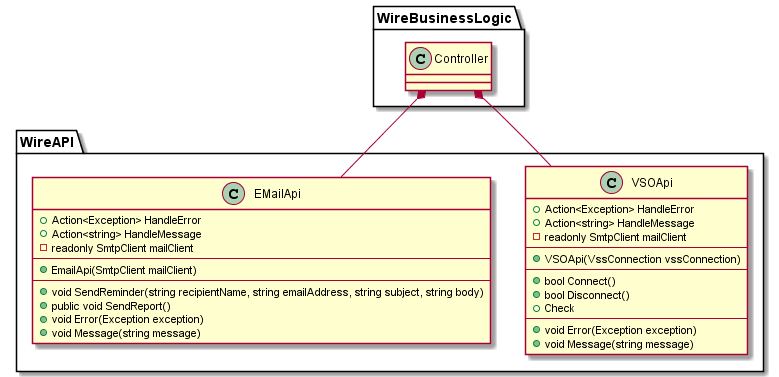 WireBusinessLogic
C Controller
WireAPI
C EMailApi
Action<Exception> HandleError
Action<string> HandleMessage
readonly SmtpClient mailClient
EmailApi(SmtpClient mailClient)
void SendReminder(string recipientName, string emailAddress, string subject, string body)
public void SendReport()
void Error(Exception exception)
void Message(string message)
C VSOApi
Action<Exception> HandleError
Action<string> HandleMessage
readonly SmtpClient mailClient
VSOApi(VssConnection vssConnection)
bool Connect()
bool Disconnect()
Check
void Error(Exception exception)
void Message(string message)